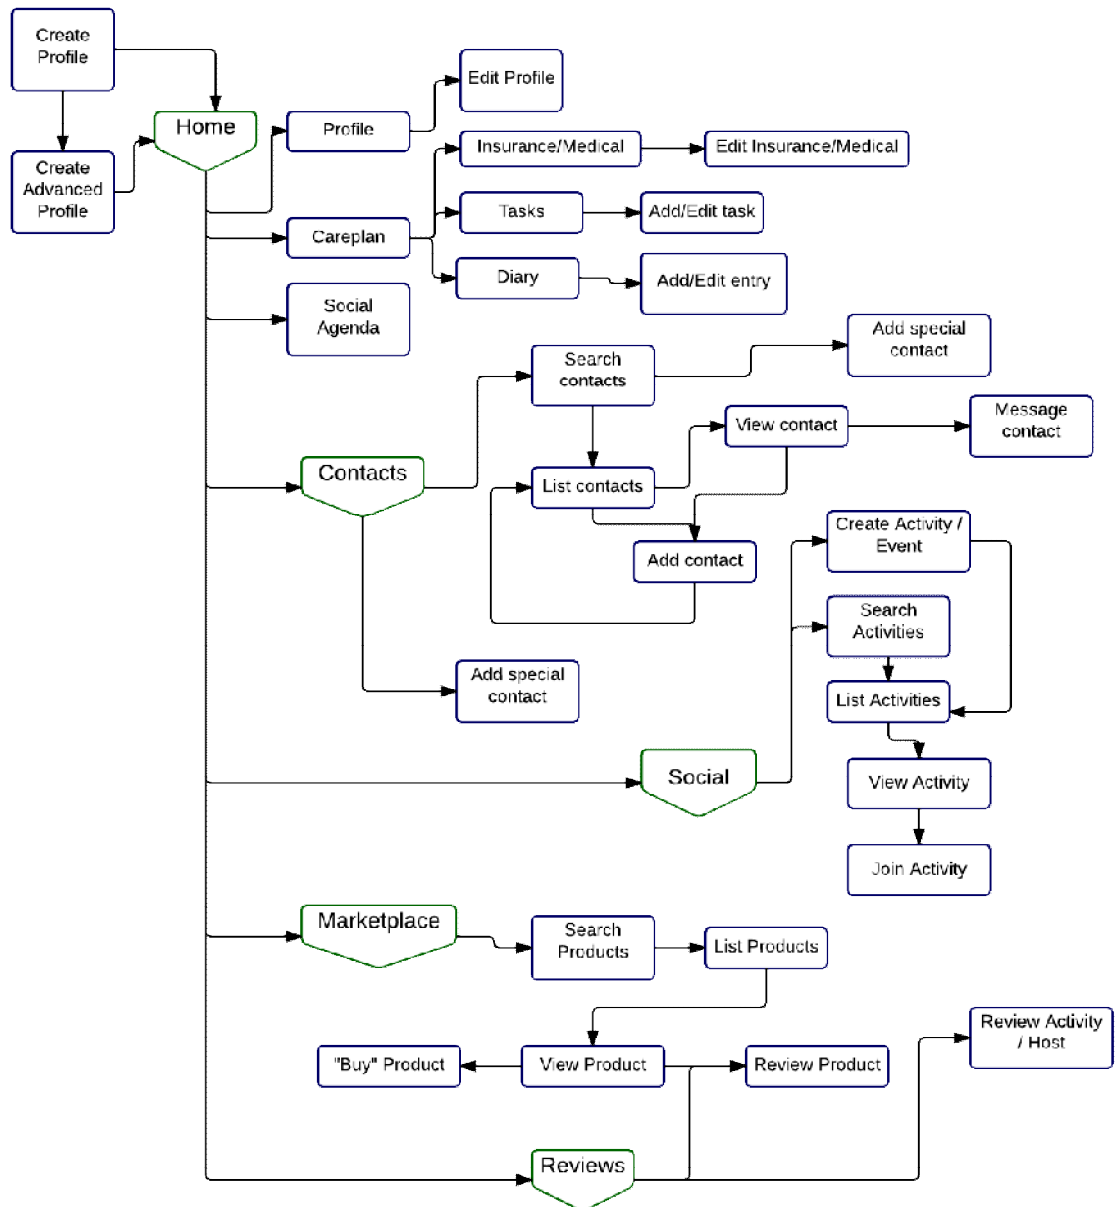 Create
Profile
Home
Create
Advanced
Profile
Profile
Edit Profile
Insurance/Medical
Edit Insurance/Medical
Tasks
Add/Edit task
Careplan
Diary
Add/Edit entry
Social
Agenda
Search
contacts
Add special
contact
View contact
Message
contact
Contacts
List contacts
Add contact
Create Activity /
Event
Search
Activities
Add special
contact
List Activities
Social
View Activity
Join Activity
Marketplace
Search
Products
List Products
"Buy" Product
View Product
Review Product
Review Activity
/ Host
Reviews